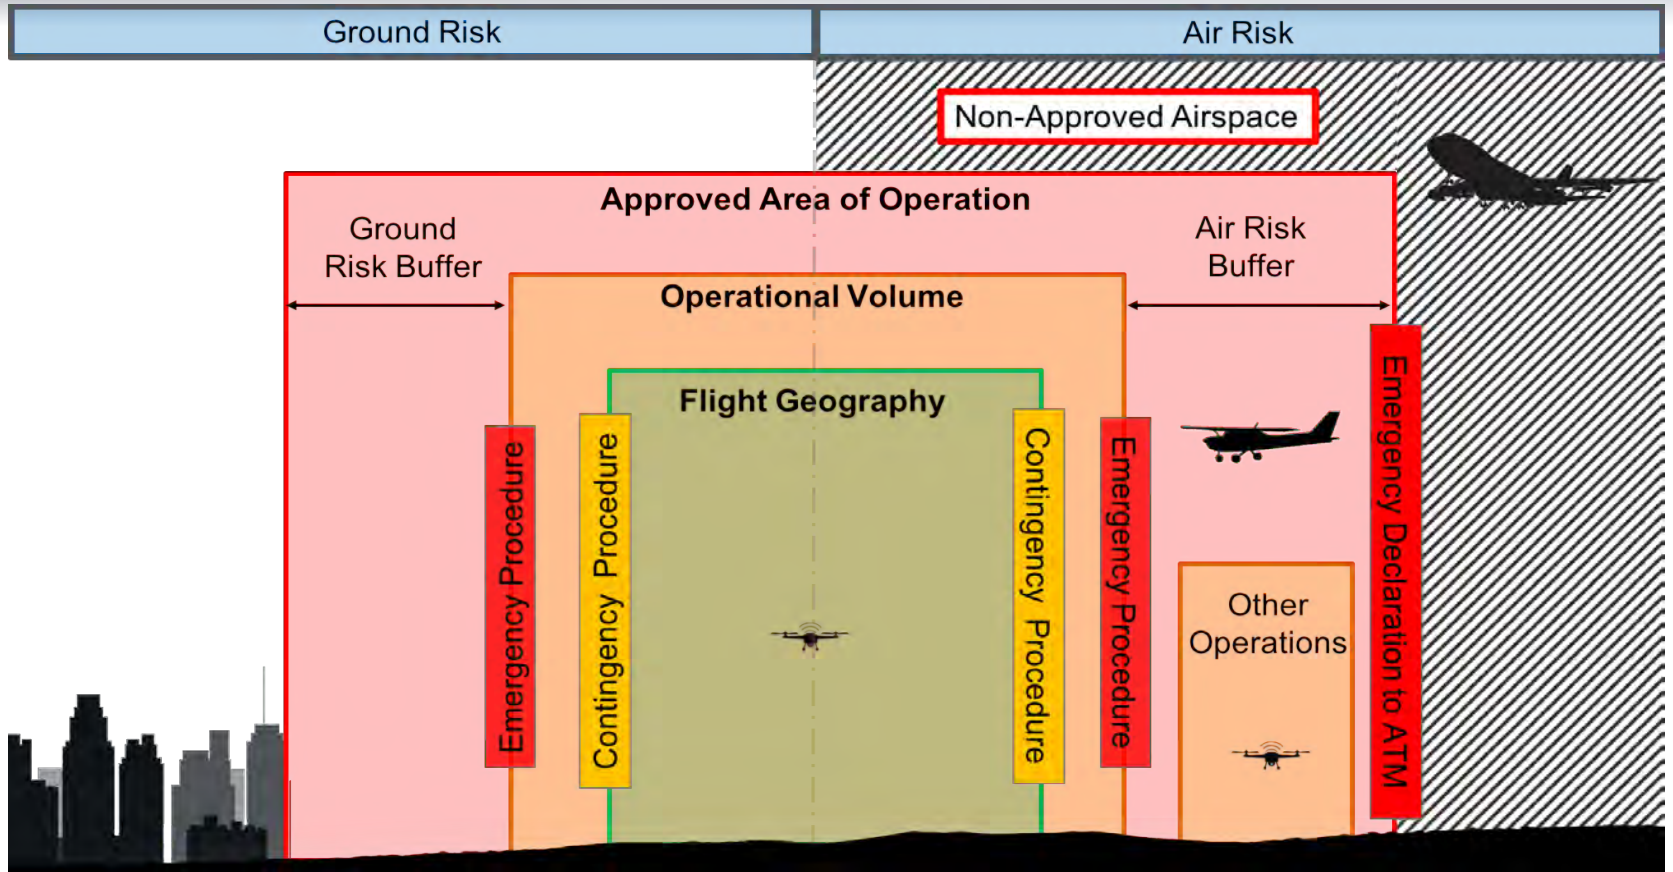 Ground Risk
Air Risk
Non-Approved Airspace
Approved Area of Operation
Ground
Risk Buffer
Air Risk
Buffer
Operational Volume
Flight Geography
Emergency Procedure
Contingency Procedure
Contingency Procedure
Emergency Procedure
Emergency Declaration to ATM
Other
Operations